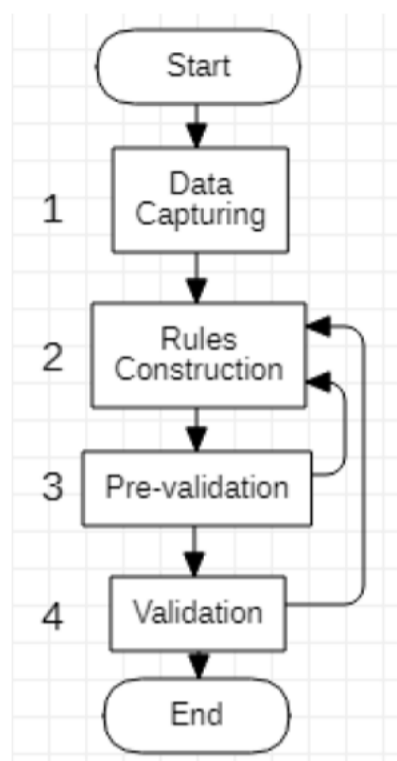 Start
1
Data
Capturing
2
Rules
Construction
3
Pre-validation
4
Validation
End